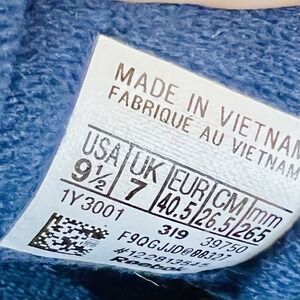 MADE IN VIETNAM
FABRIQUÉ AU VIETNAM
USA UK EUR CM mm
9½ 7 40.5 26.5 265
1Y3001 319 39750
Reebok